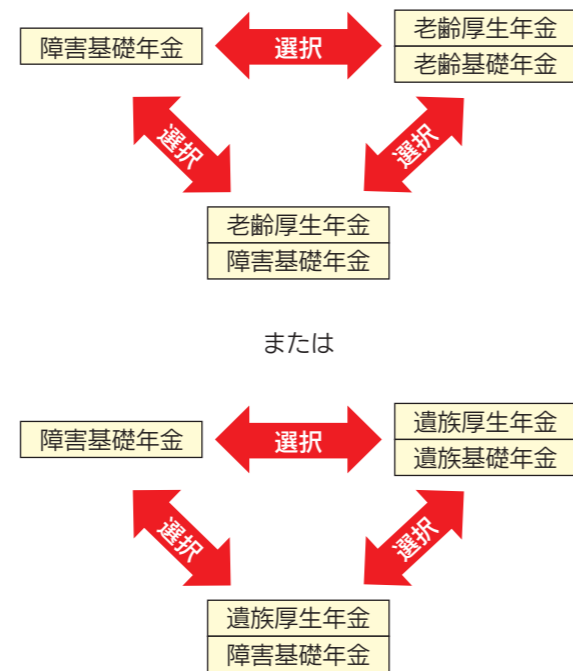 障害基礎年金
選択
老齢厚生年金
老齢基礎年金
選択
選択
老齢厚生年金
障害基礎年金
または
障害基礎年金
選択
遺族厚生年金
遺族基礎年金
選択
選択
遺族厚生年金
障害基礎年金